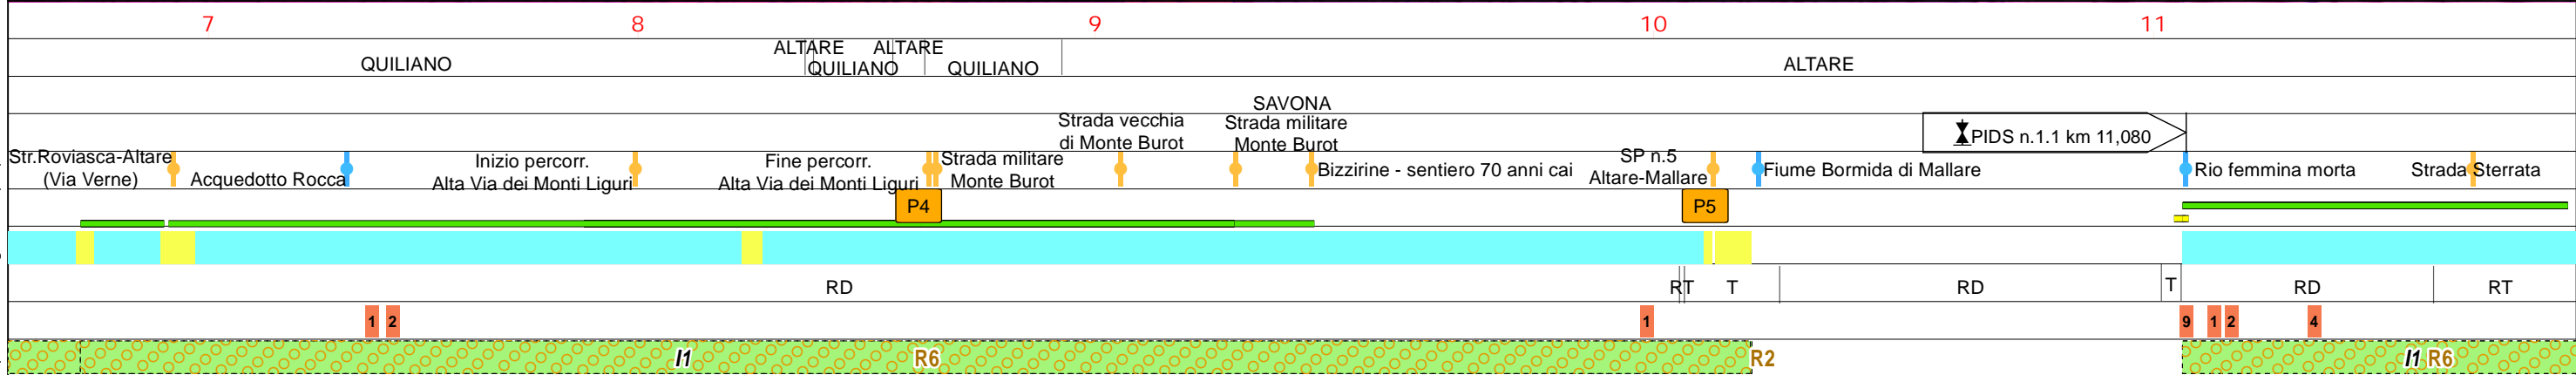 7 8 9 10 11
ALTARE ALTARE
QUILIANO QUILIANO QUILIANO ALTARE
SAVONA
Strada vecchia
di Monte Burot
Strada militare
Monte Burot
PIDS n.1.1 km 11,080
Str.Roviasca-Altare
(Via Verne)
Acquedotto Rocca
Inizio percorr.
Alta Via dei Monti Liguri
Fine percorr.
Alta Via dei Monti Liguri
Strada militare
Monte Burot
Bizzirine - sentiero 70 anni cai
SP n.5
Altare-Mallare
Fiume Bormida di Mallare
Rio femmina morta
Strada Sterrata
P4 P5
RD RT T RD T RD RT
1 2 1 9 1 2 4
I1 R6 R2 I1 R6